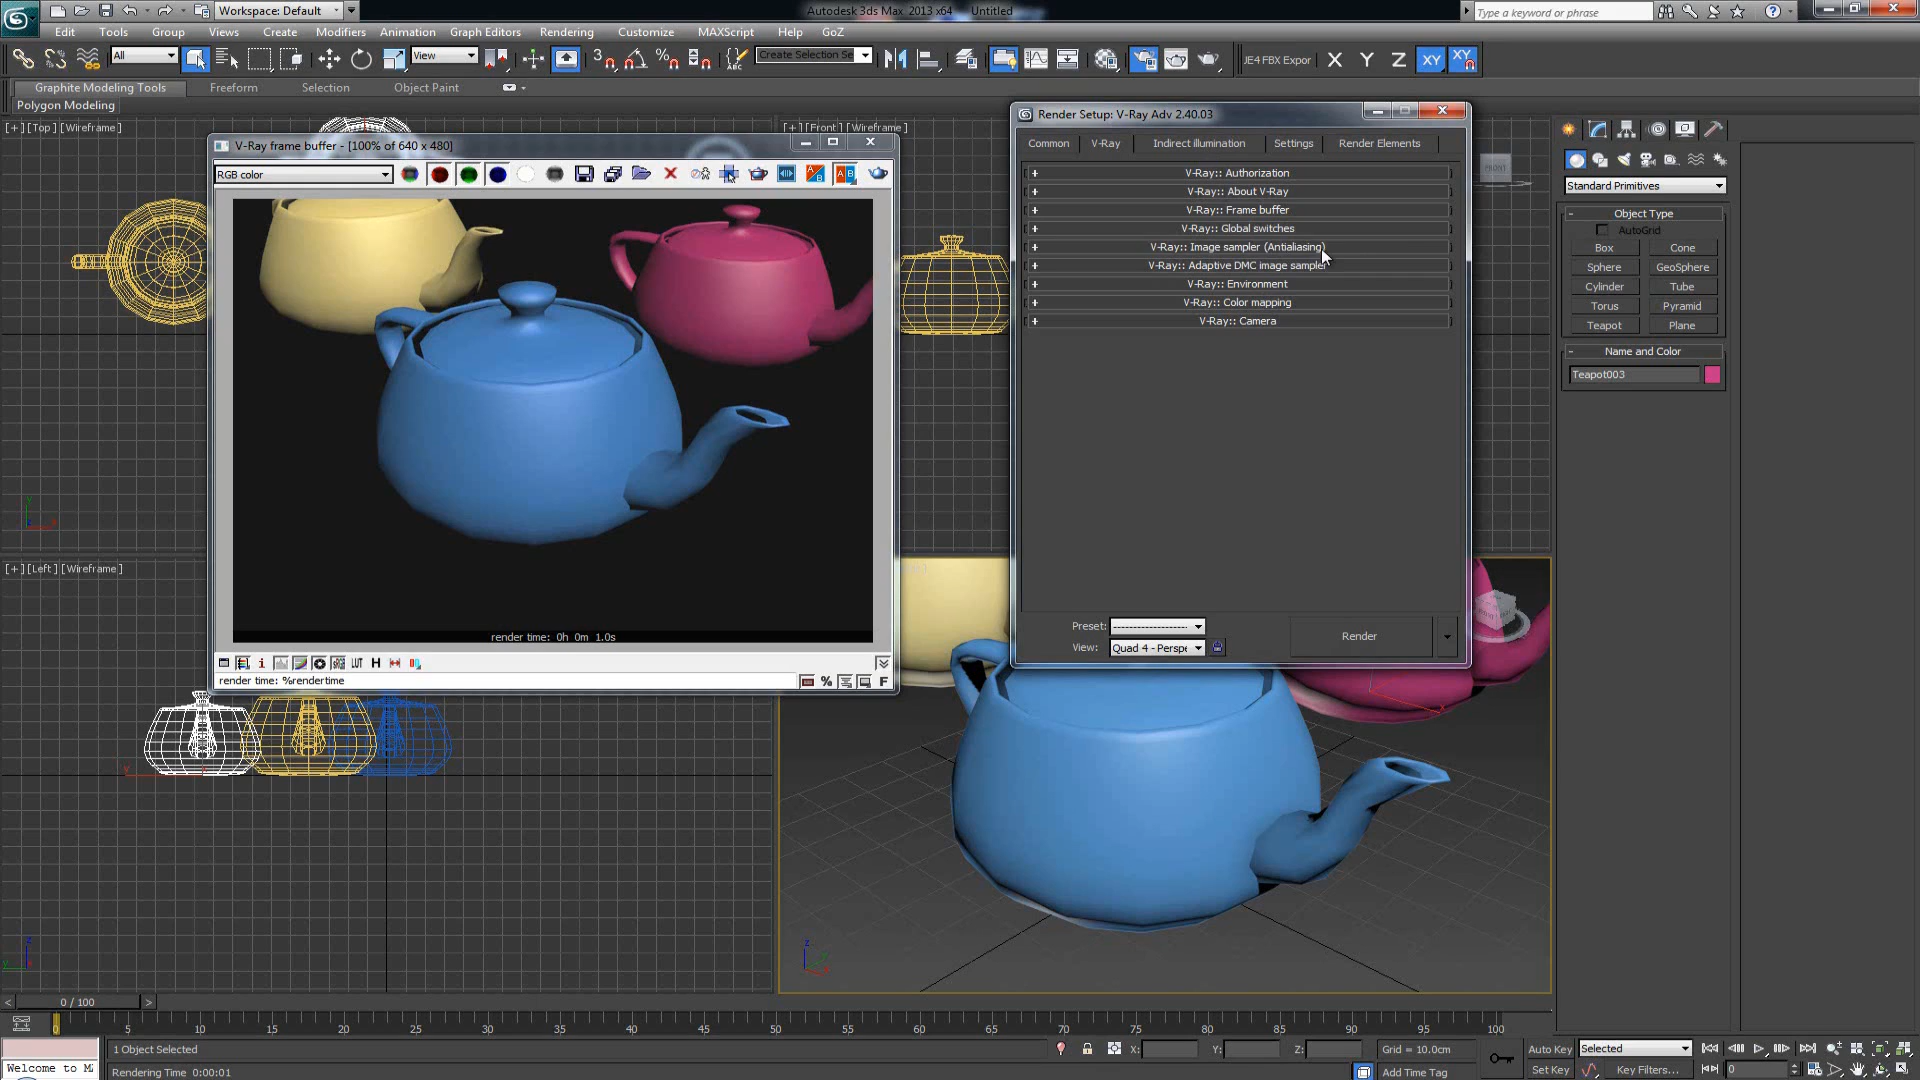 Workspace: Default
Autodesk 3ds Max 2013 x64 Untitled
Type a keyword or phrase
Edit Tools Group Views Create Modifiers Animation Graph Editors Rendering Customize MAXScript Help GoZ
All
View
Create Selection Se
JE4 FBX Expor X Y Z XY XY
Graphite Modeling Tools Freeform Selection Object Paint
Polygon Modeling
[+] [Top] [Wireframe]
[+] [Front] [Wireframe]
V-Ray frame buffer - [100% of 640 x 480]
RGB color
render time: 0h 0m 1.0s
LUT H
render time: %rendertime
% F
Render Setup: V-Ray Adv 2.40.03
Common V-Ray Indirect illumination Settings Render Elements
+ V-Ray:: Authorization
+ V-Ray:: About V-Ray
+ V-Ray:: Frame buffer
+ V-Ray:: Global switches
+ V-Ray:: Image sampler (Antialiasing)
+ V-Ray:: Adaptive DMC image sampler
+ V-Ray:: Environment
+ V-Ray:: Color mapping
+ V-Ray:: Camera
Preset: --------------------
View: Quad 4 - Perspe
Render
FRONT
Standard Primitives
- Object Type
AutoGrid
Box Cone
Sphere GeoSphere
Cylinder Tube
Torus Pyramid
Teapot Plane
- Name and Color
Teapot003
[+] [Left] [Wireframe]
< 0 / 100 >
0 5 10 15 20 25 30 35 40 45 50 55 60 65 70 75 80 85 90 95 100
1 Object Selected
X: Y: Z: Grid = 10.0cm
Auto Key Selected
Welcome to MA
Rendering Time 0:00:01
Add Time Tag
Set Key Key Filters... 0